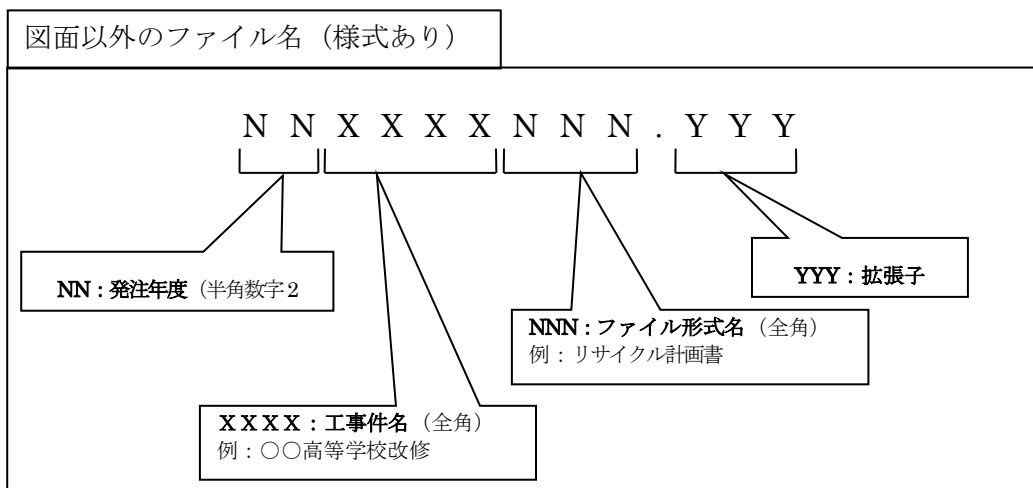 図面以外のファイル名（様式あり）
ＮＮＸＸＸＸＮＮＮ．ＹＹＹ
NN：発注年度（半角数字２
YYY：拡張子
NNN：ファイル形式名（全角）
例：リサイクル計画書
ＸＸＸＸ：工事件名（全角）
例：○○高等学校改修